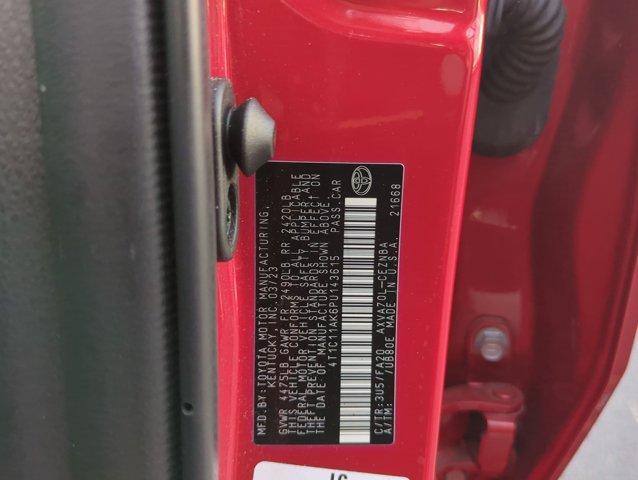 MFD.BY:TOYOTA MOTOR MANUFACTURING,
KENTUCKY, INC. 03/23
GVWR 4475LB GAWR FR 2490LB RR 2420LB
THIS VEHICLE CONFORMS TO ALL APPLICABLE
FEDERAL MOTOR VEHICLE SAFETY, BUMPER, AND
THEFT PREVENTION STANDARDS IN EFFECT ON
THE DATE OF MANUFACTURE SHOWN ABOVE.
4T1C11AK6PU143615 PASS.CAR
C/TR:3U5/FA20 AXVA70L-CEZNBA
A/TM: -/UB80E MADE IN U.S.A. 21668